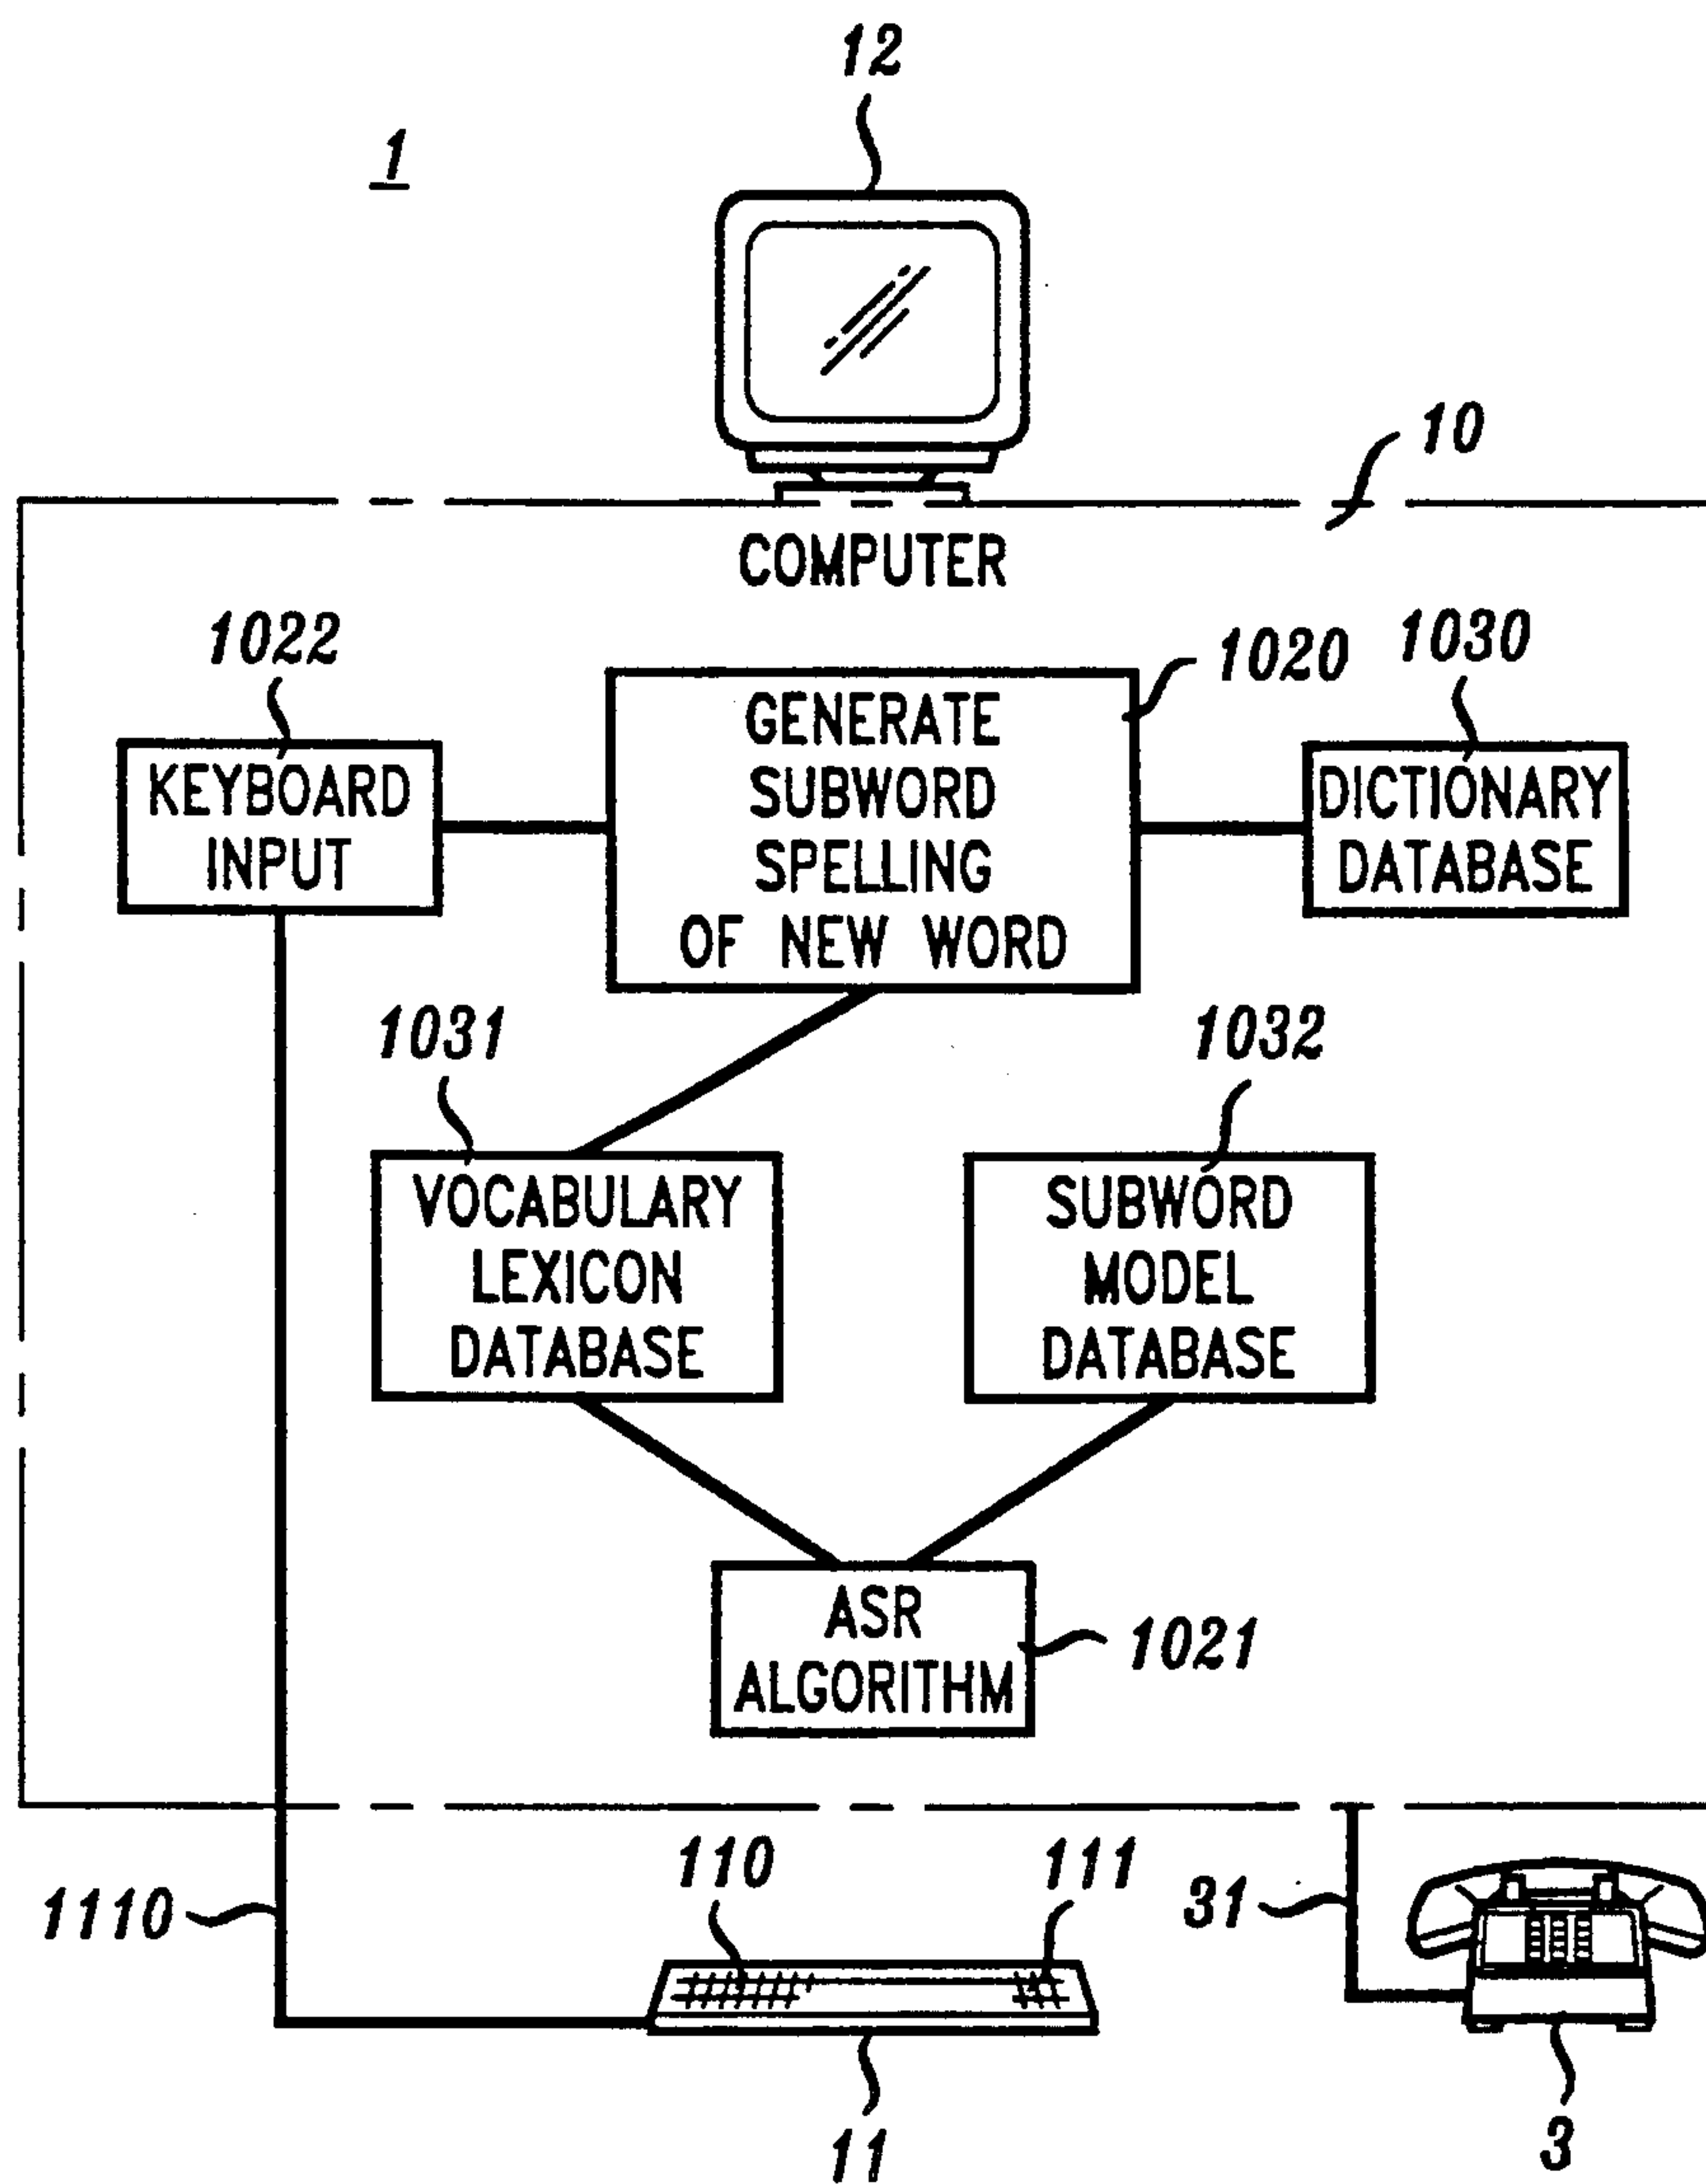 12
1
10
COMPUTER
1022
1020
1030
KEYBOARD
INPUT
GENERATE
SUBWORD
SPELLING
OF NEW WORD
DICTIONARY
DATABASE
1031
1032
VOCABULARY
LEXICON
DATABASE
SUBWORD
MODEL
DATABASE
ASR
ALGORITHM
1021
1110
110
111
31
11
3